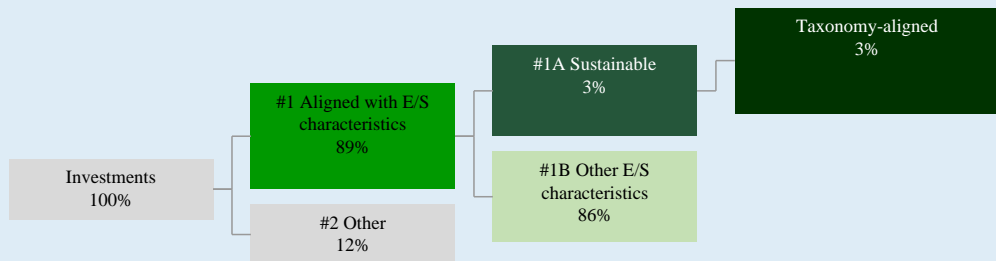 Investments
100%
#1 Aligned with E/S
characteristics
89%
#2 Other
12%
#1A Sustainable
3%
#1B Other E/S
characteristics
86%
Taxonomy-aligned
3%